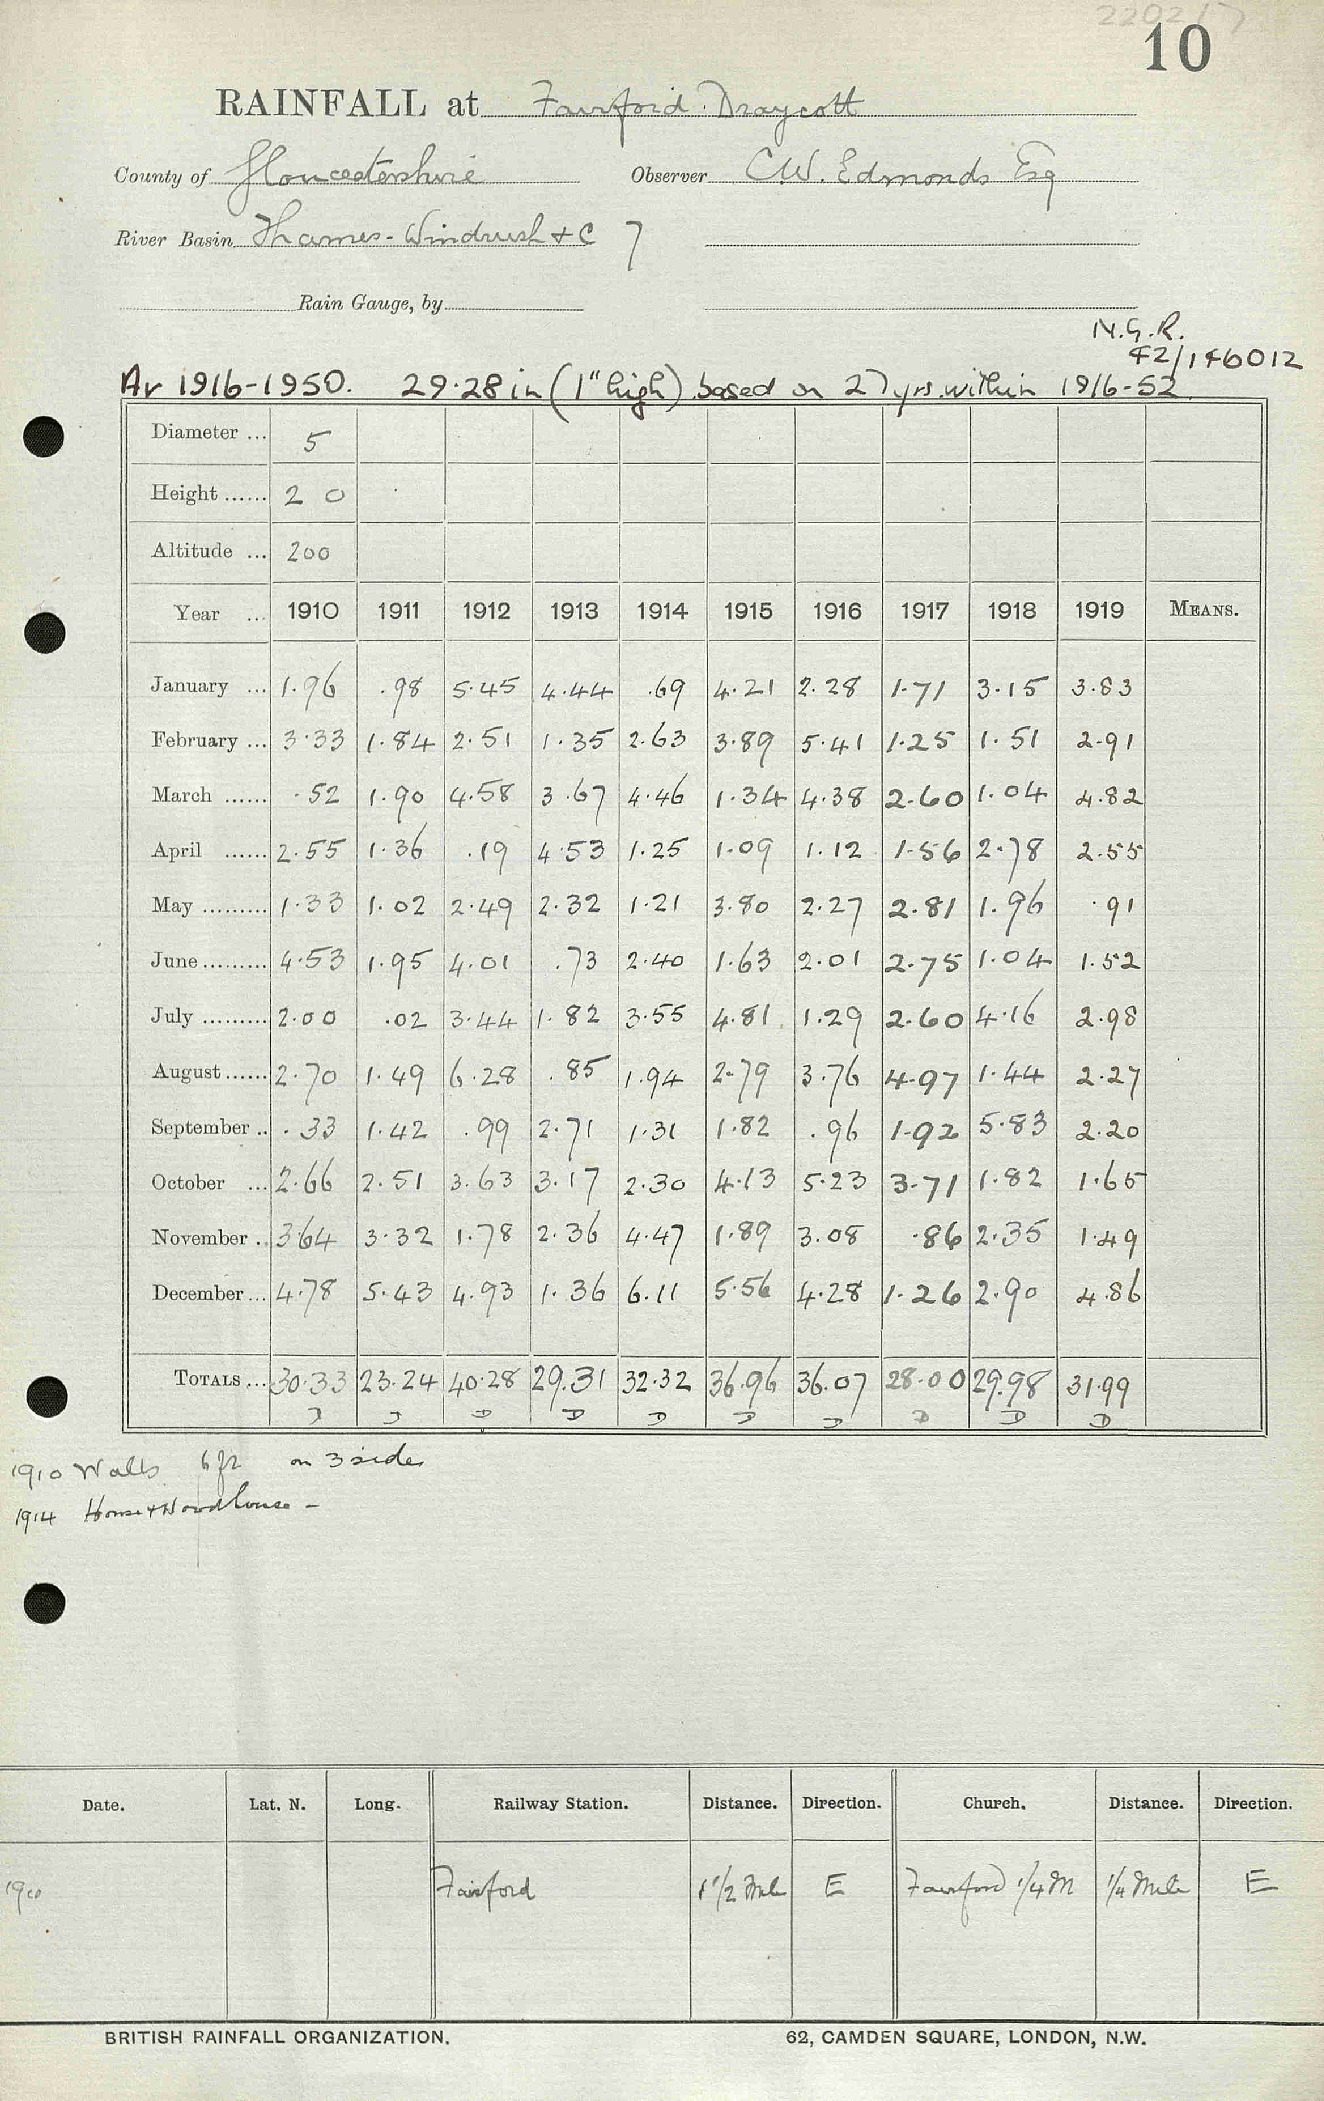 220217
10
RAINFALL at Fairford Draycott
County of Gloucestershire Observer C.W. Edmonds Esq
River Basin Thames - Windrush + C 7
Rain Gauge, by
N.G.R.
42/146012
Av 1916-1950. 29.28 in (1" high) based on 27 yrs within 1916-52
Diameter ... 5
Height ...... 2 0
Altitude ... 200
Year ... 1910 1911 1912 1913 1914 1915 1916 1917 1918 1919 MEANS.
January ... 1.96 .98 5.45 4.44 .69 4.21 2.28 1.71 3.15 3.83
February ... 3.33 1.84 2.51 1.35 2.63 3.89 5.41 1.25 1.51 2.91
March ...... .52 1.90 4.58 3.67 4.46 1.34 4.38 2.60 1.04 4.82
April ...... 2.55 1.36 .19 4.53 1.25 1.09 1.12 1.56 2.78 2.55
May ......... 1.33 1.02 2.49 2.32 1.21 3.80 2.27 2.81 1.96 .91
June ......... 4.53 1.95 4.01 .73 2.40 1.63 2.01 2.75 1.04 1.52
July ......... 2.00 .02 3.44 1.82 3.55 4.81 1.29 2.60 4.16 2.98
August ...... 2.70 1.49 6.28 .85 1.94 2.79 3.76 4.97 1.44 2.27
September .. .33 1.42 .99 2.71 1.31 1.82 .96 1.92 5.83 2.20
October ... 2.66 2.51 3.63 3.17 2.30 4.13 5.23 3.71 1.82 1.65
November .. 3.64 3.32 1.78 2.36 4.47 1.89 3.08 .86 2.35 1.49
December ... 4.78 5.43 4.93 1.36 6.11 5.56 4.28 1.26 2.90 4.86
TOTALS ... 30.33 23.24 40.28 29.31 32.32 36.96 36.07 28.00 29.98 31.99
D D D D D D D D D D
1910 Walls 6 ft on 3 sides
1914 House + Woodhouse -
Date. Lat. N. Long. Railway Station. Distance. Direction. Church. Distance. Direction.
1910 Fairford 1 1/2 Mile E Fairford 1/4 M 1/4 Mile E
BRITISH RAINFALL ORGANIZATION. 62, CAMDEN SQUARE, LONDON, N.W.